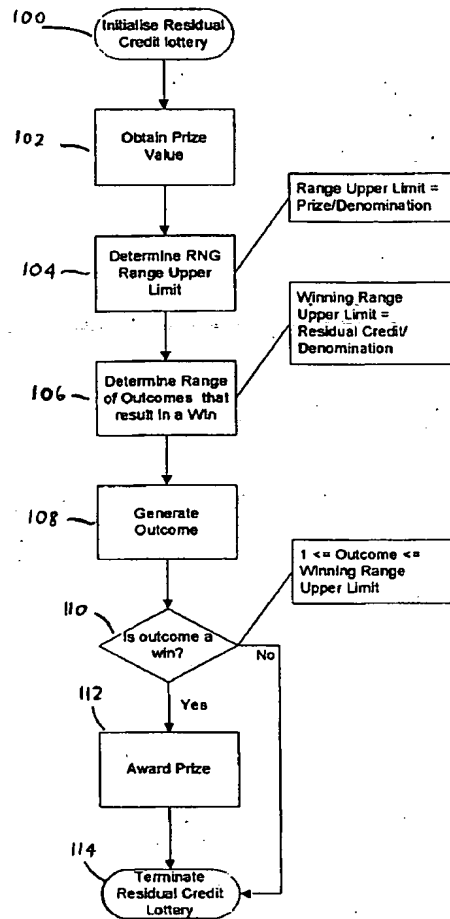 100
Initialise Residual
Credit lottery
102
Obtain Prize
Value
Range Upper Limit =
Prize/Denomination
104
Determine RNG
Range Upper
Limit
Winning Range
Upper Limit =
Residual Credit/
Denomination
106
Determine Range
of Outcomes that
result in a Win
108
Generate
Outcome
1 <= Outcome <=
Winning Range
Upper Limit
110
Is outcome a
win?
No
Yes
112
Award Prize
114
Terminate
Residual Credit
Lottery